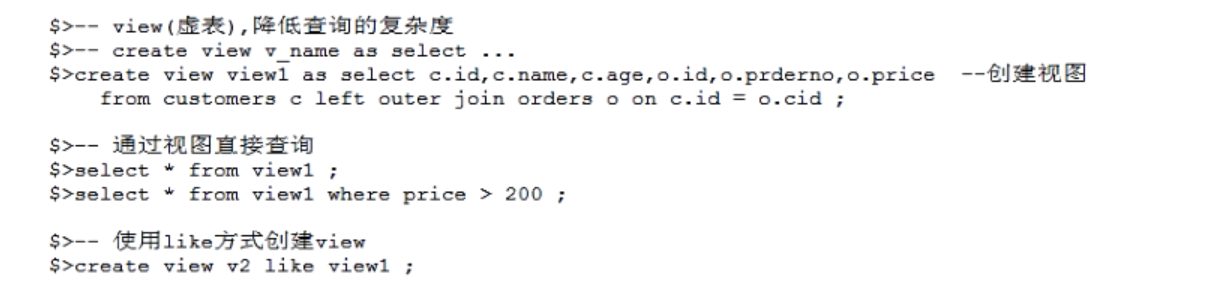 $>-- view(虚表),降低查询的复杂度
$>-- create view v_name as select ...
$>create view view1 as select c.id,c.name,c.age,o.id,o.prderno,o.price  --创建视图
    from customers c left outer join orders o on c.id = o.cid ;
$>-- 通过视图直接查询
$>select * from view1 ;
$>select * from view1 where price > 200 ;
$>-- 使用like方式创建view
$>create view v2 like view1 ;